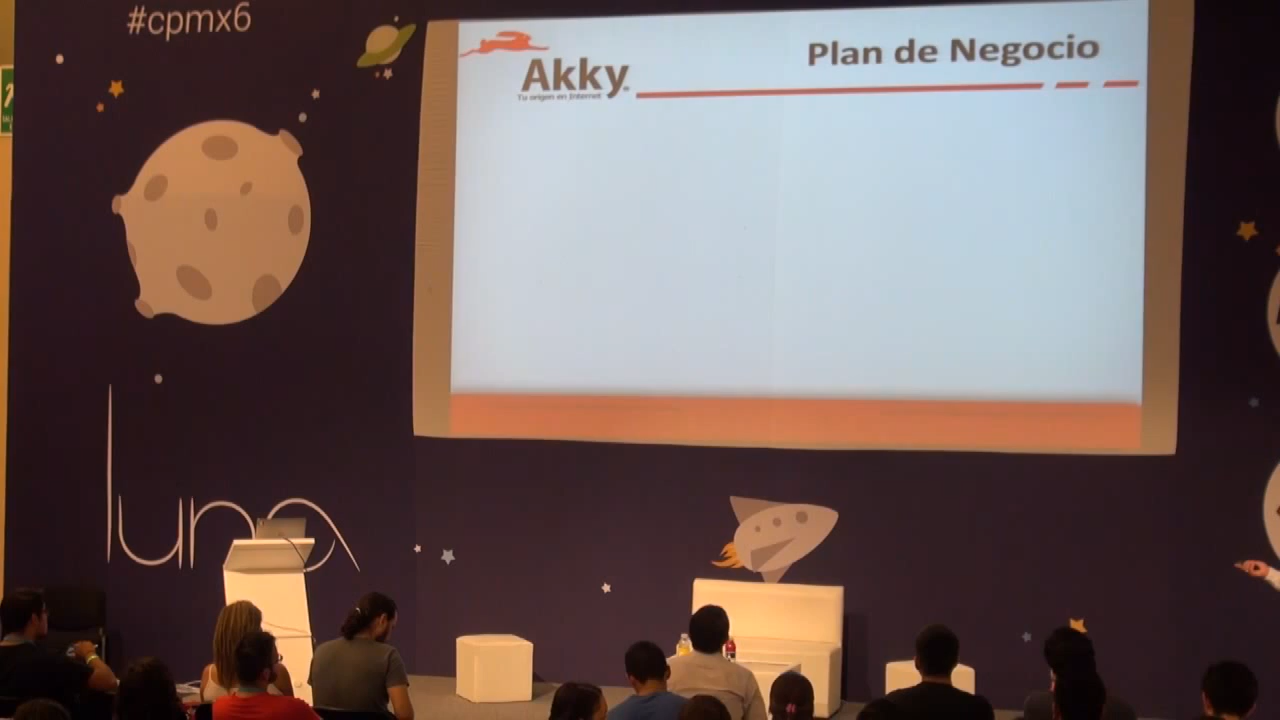 #cpmx6
Akky
Tu origen en Internet
Plan de Negocio
luna